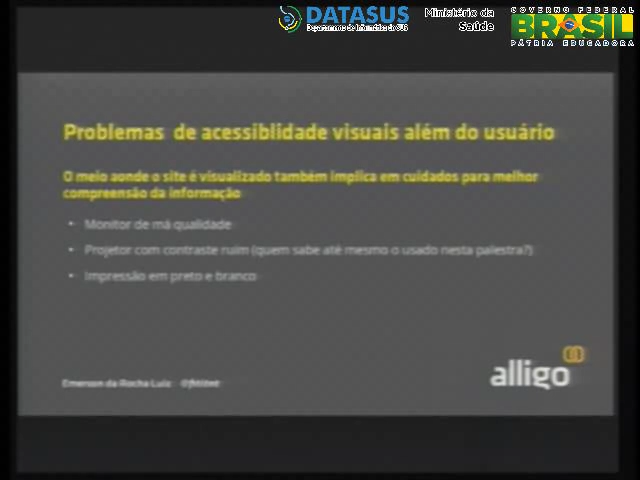 DATASUS
Ministério da
Saúde
GOVERNO FEDERAL
BRASIL
PÁTRIA EDUCADORA
Problemas de acessiblidade visuais além do usuário
O meio aonde o site é visualizado também implica em cuidados para melhor
compreensão da informação
• Monitor de má qualidade
• Projetor com contraste ruim (quem sabe até mesmo o usado nesta palestra?)
• Impressão em preto e branco
Emerson da Rocha Luiz
alligo